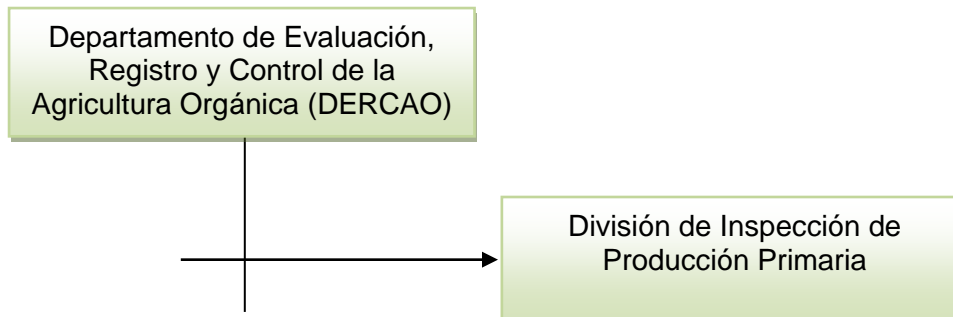 Departamento de Evaluación,
Registro y Control de la
Agricultura Orgánica (DERCAO)
División de Inspección de
Producción Primaria